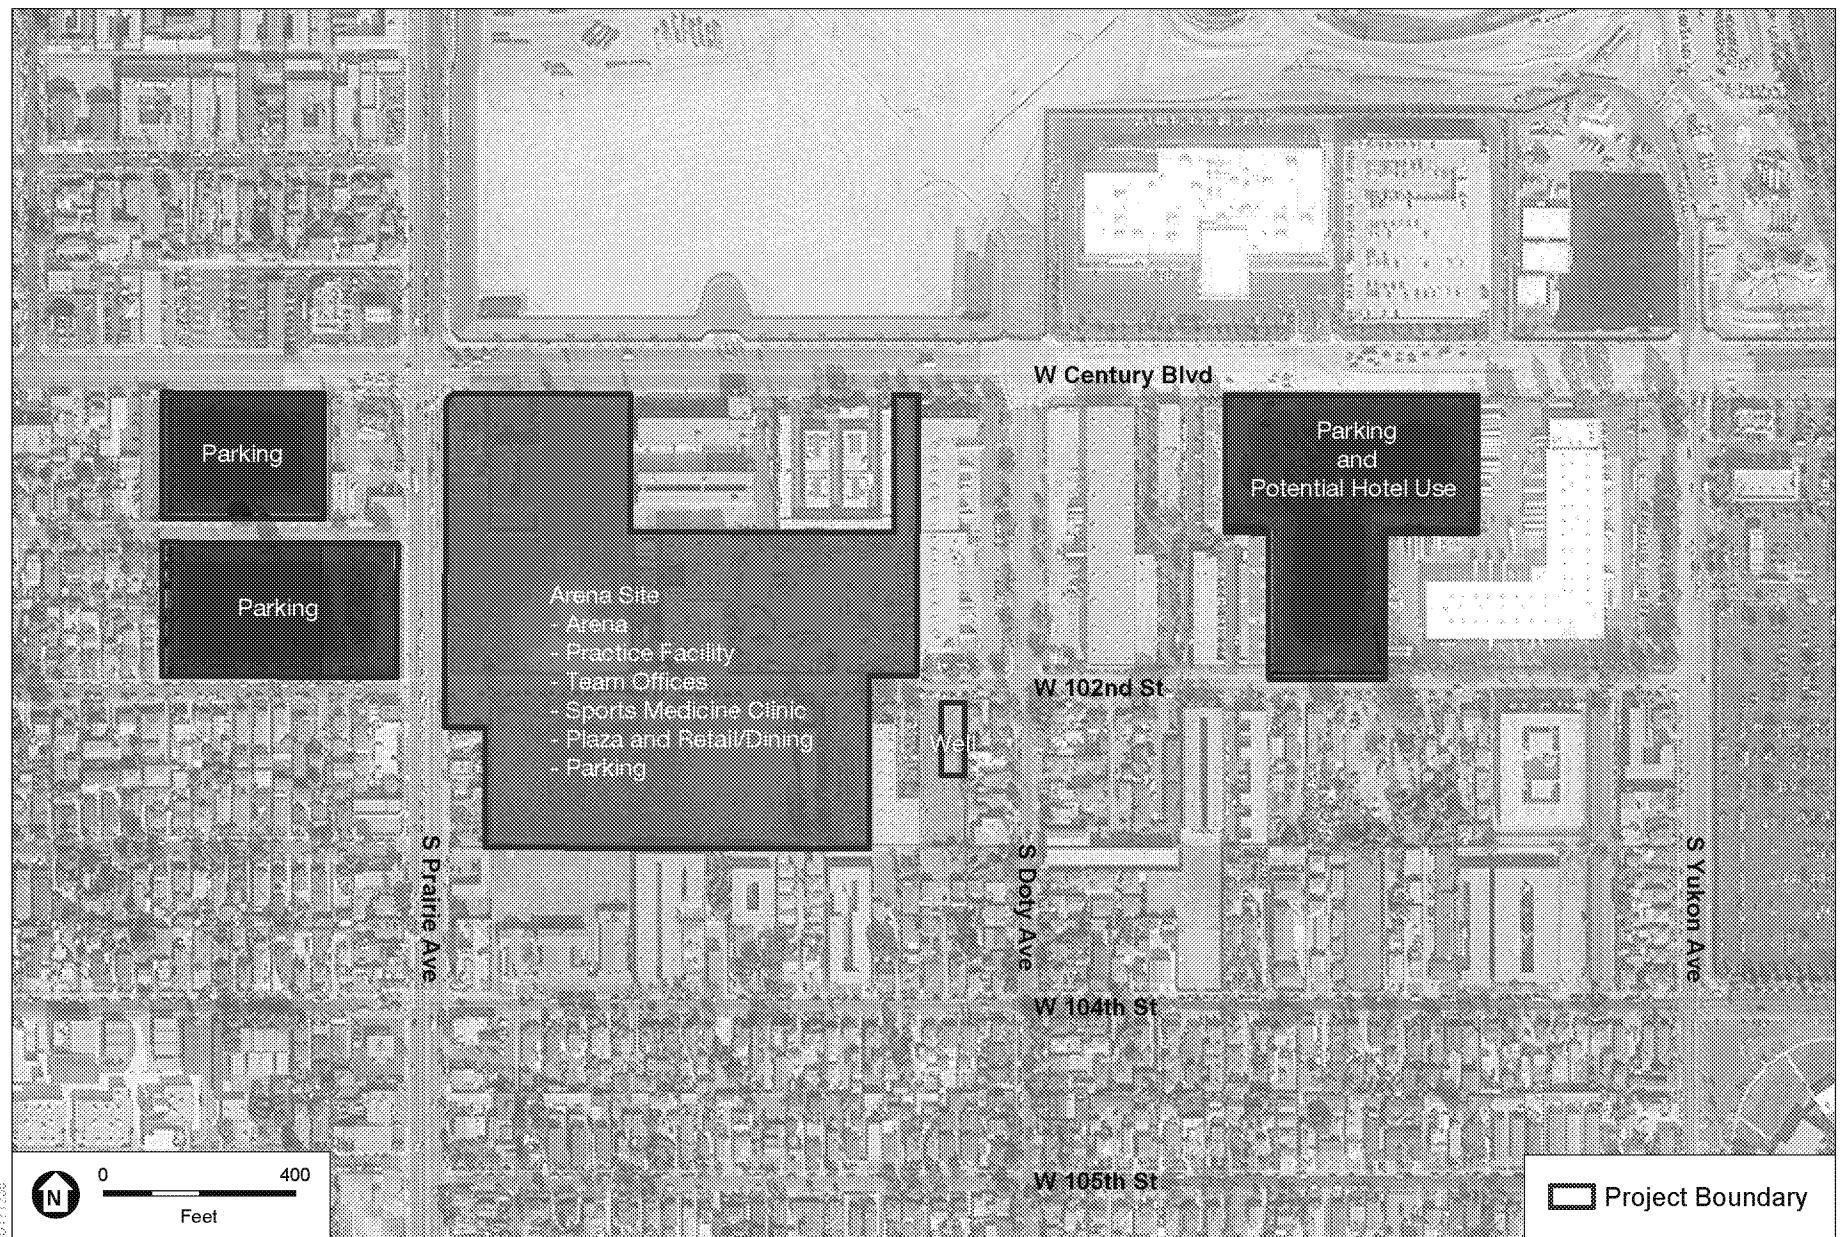 W Century Blvd
Parking
Parking
and
Potential Hotel Use
Parking
Arena Site
- Arena
- Practice Facility
- Team Offices
- Sports Medicine Clinic
- Plaza and Retail/Dining
- Parking
W 102nd St
Well
S Prairie Ave
S Doty Ave
S Yukon Ave
W 104th St
W 105th St
N
0 400
Feet
Project Boundary